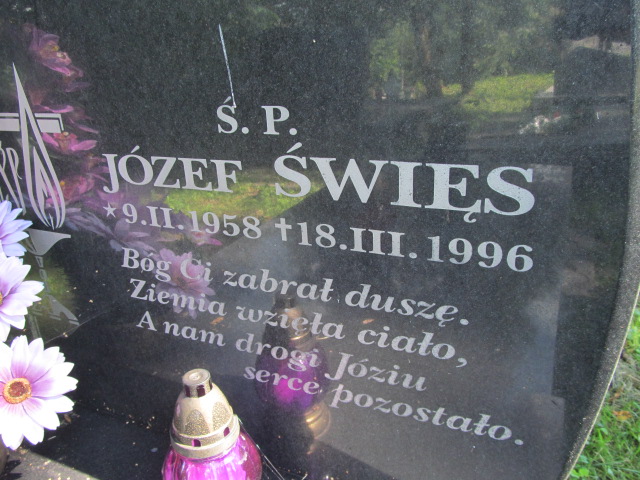 Ś. P.
JÓZEF ŚWIĘS
*9.II.1958 †18.III.1996
Bóg Ci zabrał duszę.
Ziemia wzięła ciało,
A nam drogi Józiu
serce pozostało.